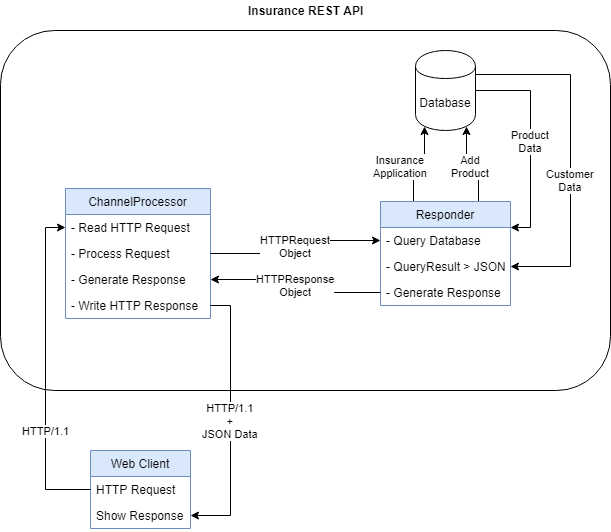 Insurance REST API
Database
Product
Data
Insurance
Application
Add
Product
Customer
Data
ChannelProcessor
- Read HTTP Request
- Process Request
- Generate Response
- Write HTTP Response
HTTPRequest
Object
HTTPResponse
Object
Responder
- Query Database
- QueryResult > JSON
- Generate Response
HTTP/1.1
HTTP/1.1
+
JSON Data
Web Client
HTTP Request
Show Response